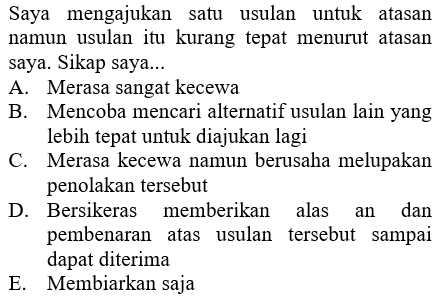 Saya mengajukan satu usulan untuk atasan
namun usulan itu kurang tepat menurut atasan
saya. Sikap saya...
A. Merasa sangat kecewa
B. Mencoba mencari alternatif usulan lain yang
lebih tepat untuk diajukan lagi
C. Merasa kecewa namun berusaha melupakan
penolakan tersebut
D. Bersikeras memberikan alas an dan
pembenaran atas usulan tersebut sampai
dapat diterima
E. Membiarkan saja